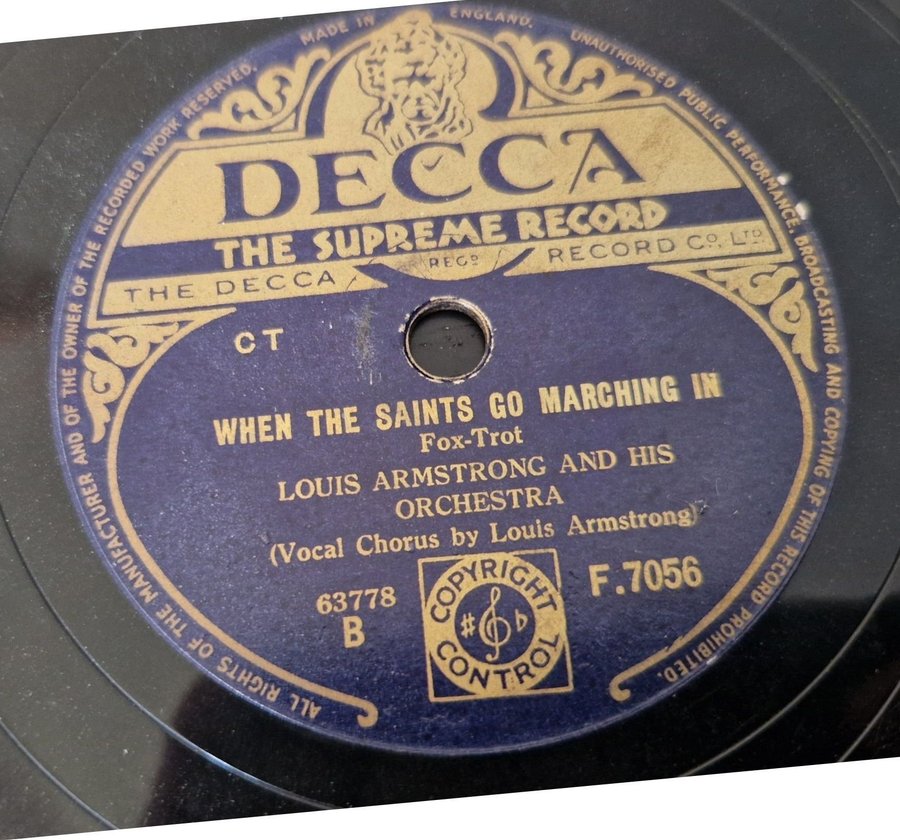 ALL RIGHTS OF THE MANUFACTURER AND OF THE OWNER OF THE RECORDED WORK RESERVED.
MADE IN ENGLAND.
UNAUTHORISED PUBLIC PERFORMANCE, BROADCASTING AND COPYING OF THIS RECORD PROHIBITED.
DECCA
THE SUPREME RECORD
THE DECCA REGD RECORD CO. LTD
CT
WHEN THE SAINTS GO MARCHING IN
Fox-Trot
LOUIS ARMSTRONG AND HIS
ORCHESTRA
(Vocal Chorus by Louis Armstrong)
63778
B
COPYRIGHT
CONTROL
F.7056